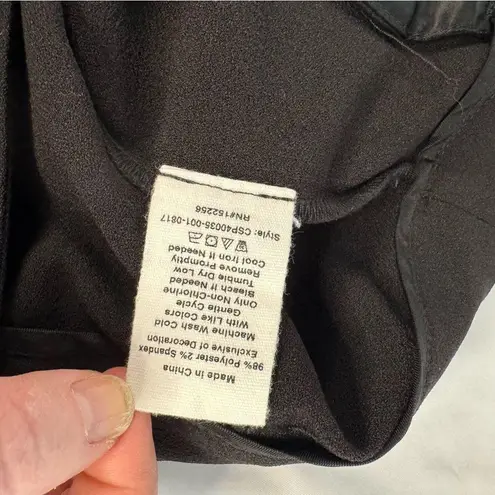 Made in China
98% Polyester 2% Spandex
Exclusive of Decoration
Machine Wash Cold
With Like Colors
Gentle Cycle
Only Non-Chlorine
Bleach If Needed
Tumble Dry Low
Remove Promptly
Cool Iron If Needed
Style: CSP40035-001-0817
RN#152256